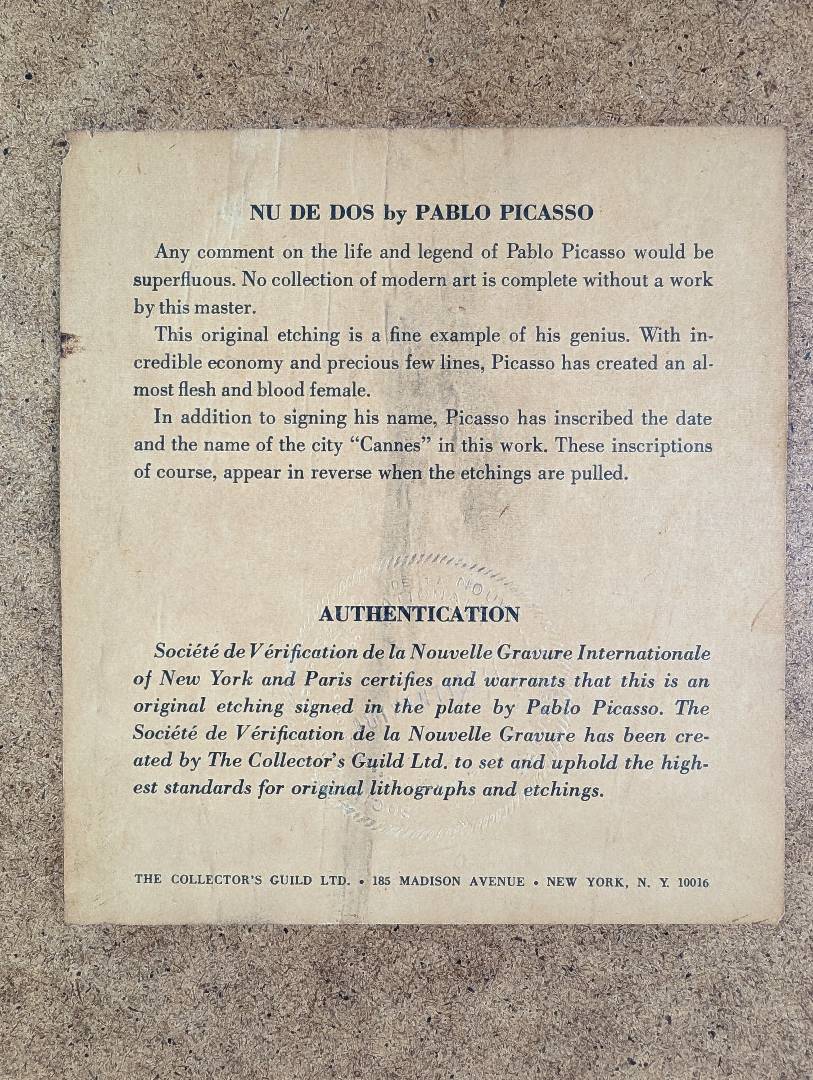 NU DE DOS by PABLO PICASSO
Any comment on the life and legend of Pablo Picasso would be
superfluous. No collection of modern art is complete without a work
by this master.
This original etching is a fine example of his genius. With in-
credible economy and precious few lines, Picasso has created an al-
most flesh and blood female.
In addition to signing his name, Picasso has inscribed the date
and the name of the city “Cannes” in this work. These inscriptions
of course, appear in reverse when the etchings are pulled.
AUTHENTICATION
Société de Vérification de la Nouvelle Gravure Internationale
of New York and Paris certifies and warrants that this is an
original etching signed in the plate by Pablo Picasso. The
Société de Vérification de la Nouvelle Gravure has been cre-
ated by The Collector's Guild Ltd. to set and uphold the high-
est standards for original lithographs and etchings.
THE COLLECTOR'S GUILD LTD. • 185 MADISON AVENUE • NEW YORK, N. Y. 10016